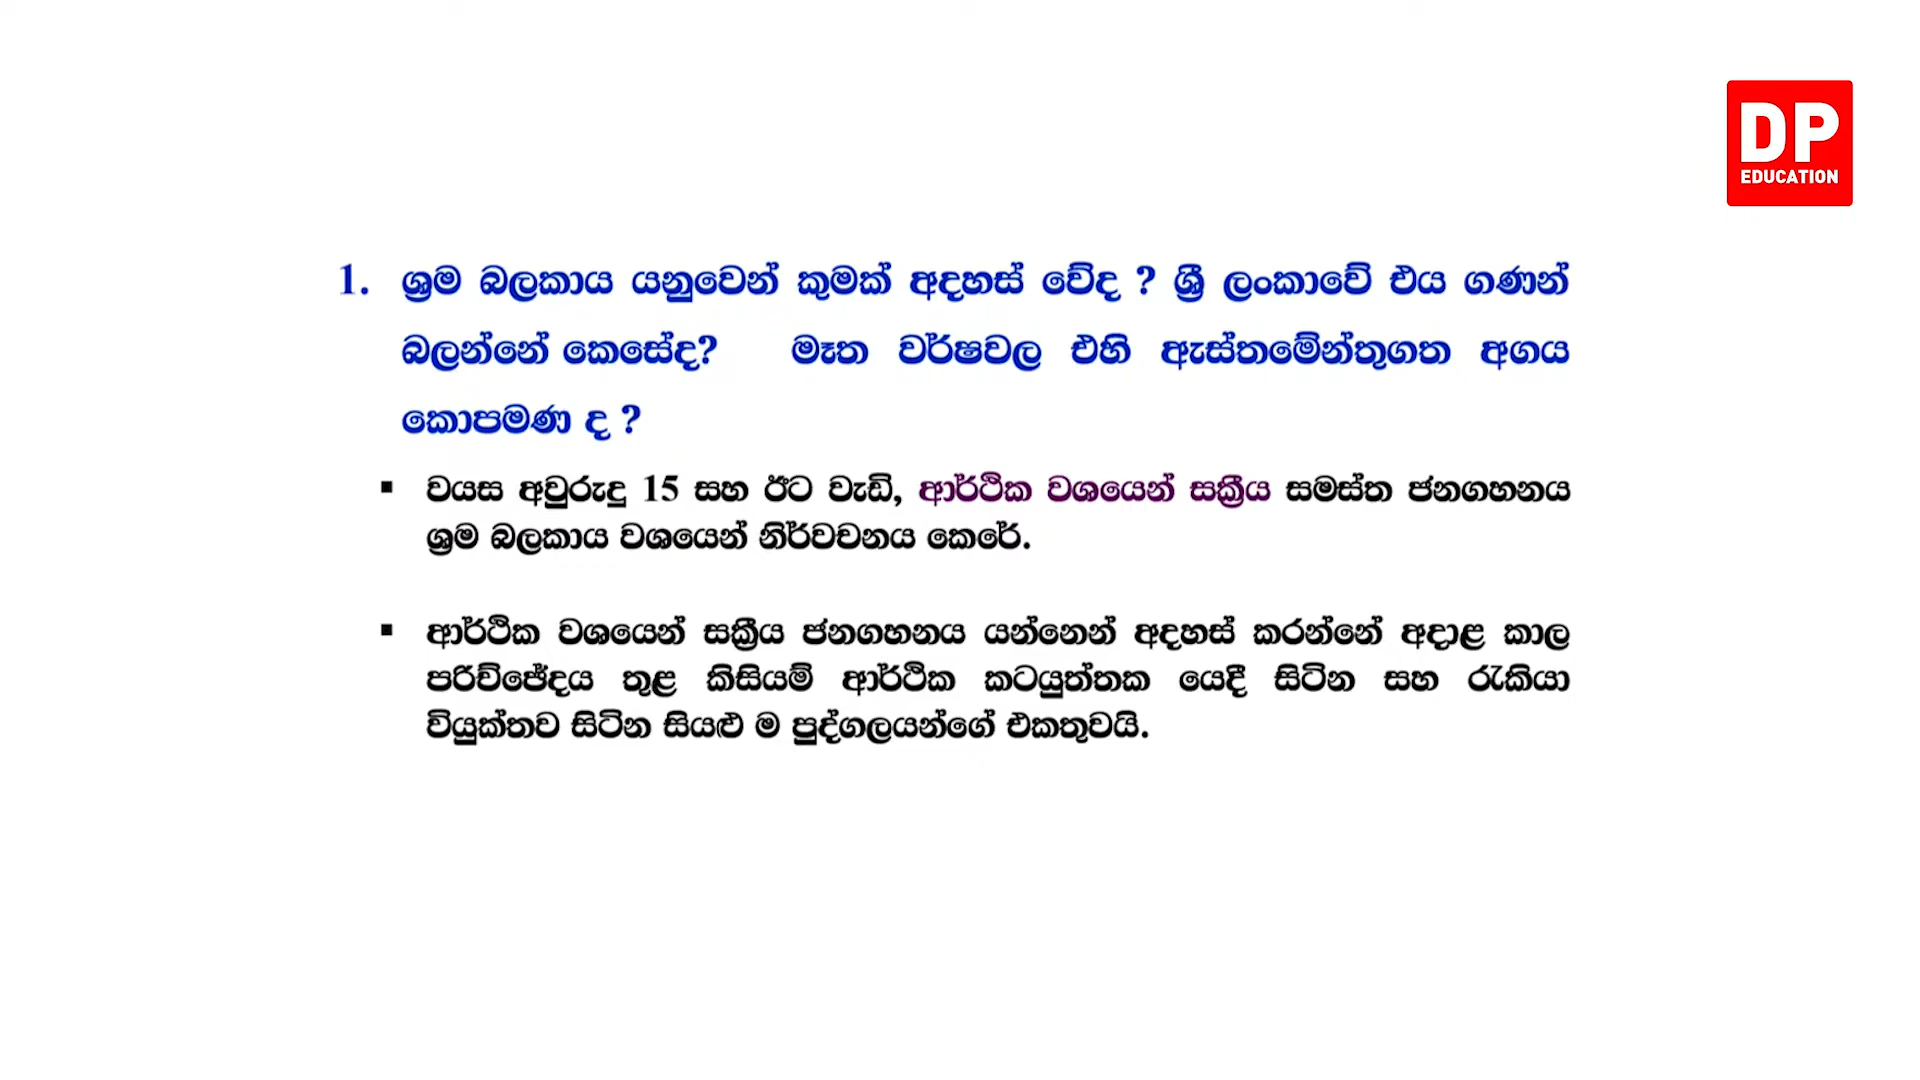 DP
EDUCATION
1. ශ්‍රම බලකාය යනුවෙන් කුමක් අදහස් වේද ? ශ්‍රී ලංකාවේ එය ගණන්
බලන්නේ කෙසේද? මෑත වර්ෂවල එහි ඇස්තමේන්තුගත අගය
කොපමණ ද ?
▪ වයස අවුරුදු 15 සහ ඊට වැඩි, ආර්ථික වශයෙන් සක්‍රීය සමස්ත ජනගහනය
ශ්‍රම බලකාය වශයෙන් නිර්වචනය කෙරේ.
▪ ආර්ථික වශයෙන් සක්‍රීය ජනගහනය යන්නෙන් අදහස් කරන්නේ අදාළ කාල
පරිච්ඡේදය තුළ කිසියම් ආර්ථික කටයුත්තක යෙදී සිටින සහ රැකියා
වියුක්තව සිටින සියළු ම පුද්ගලයන්ගේ එකතුවයි.